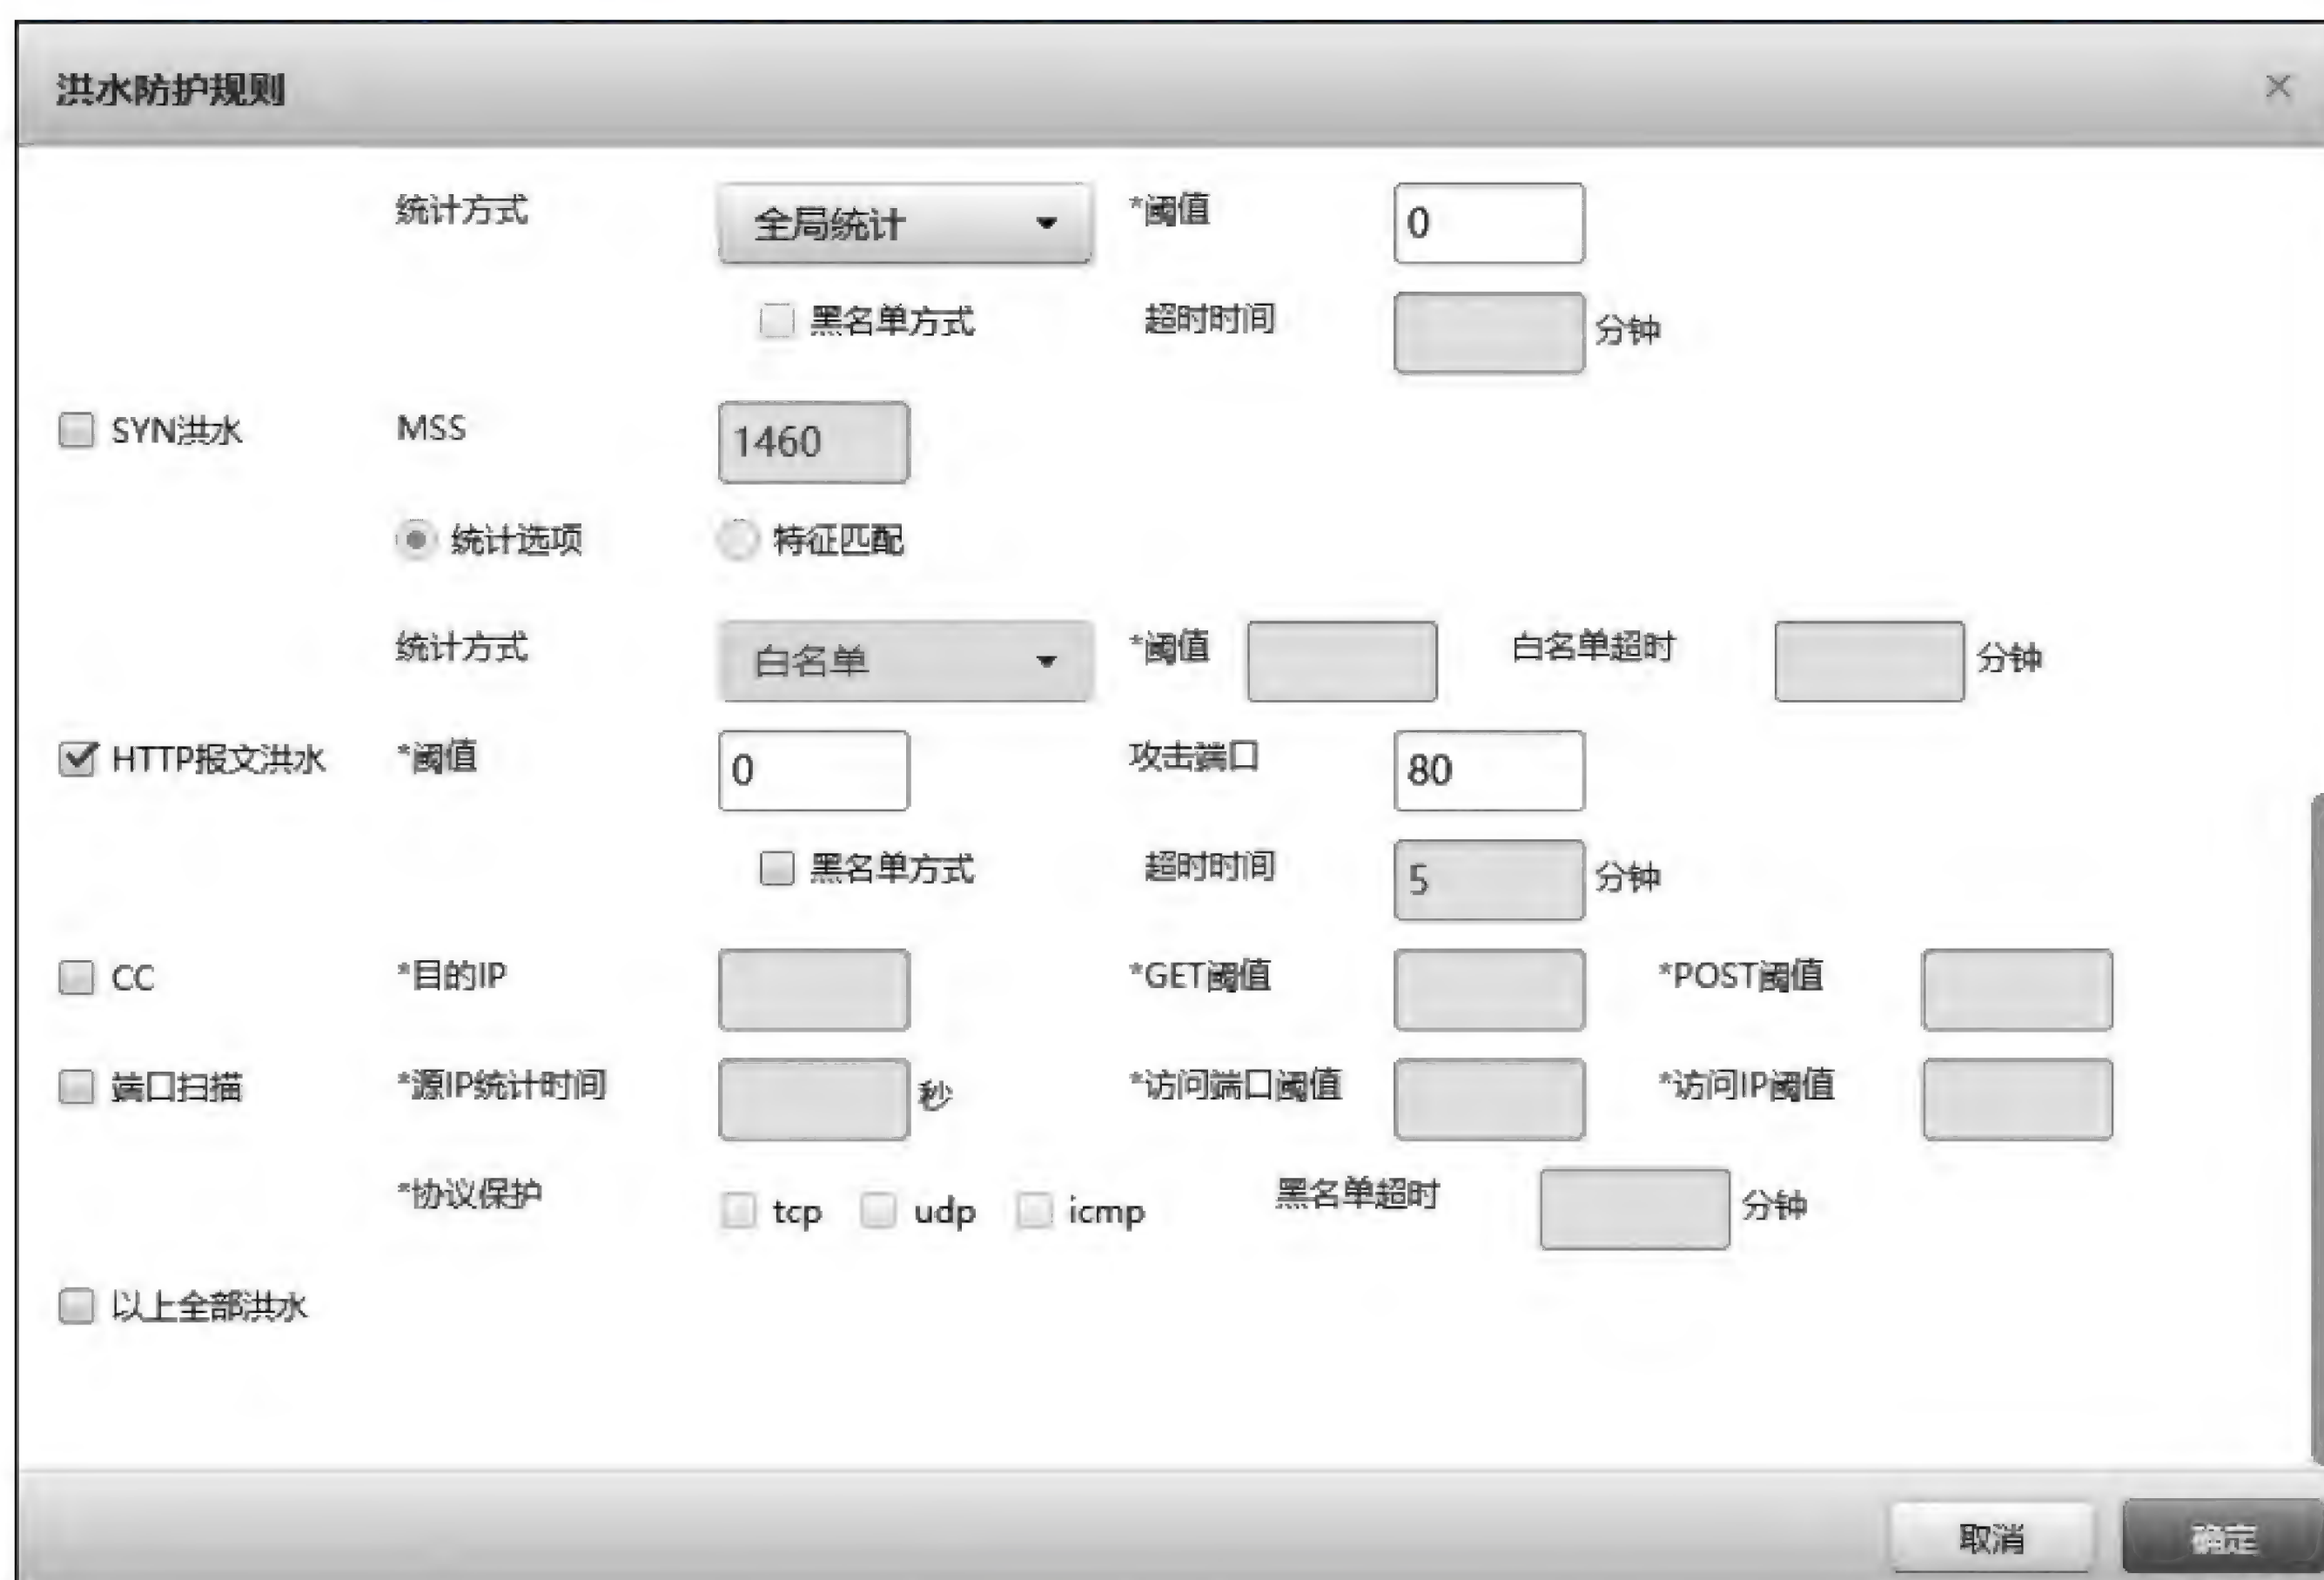 洪水防护规则 ×
统计方式 全局统计 *阈值 0
黑名单方式 超时时间 分钟
SYN洪水 MSS 1460
统计选项 特征匹配
统计方式 白名单 *阈值 白名单超时 分钟
HTTP报文洪水 *阈值 0 攻击端口 80
黑名单方式 超时时间 5 分钟
CC *目的IP *GET阈值 *POST阈值
端口扫描 *源IP统计时间 秒 *访问端口阈值 *访问IP阈值
*协议保护 tcp udp icmp 黑名单超时 分钟
以上全部洪水
取消 确定